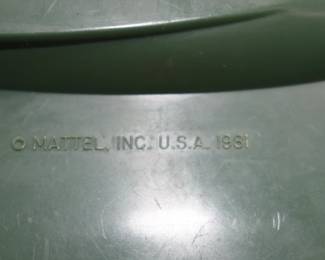 © MATTEL, INC. U.S.A. 1981